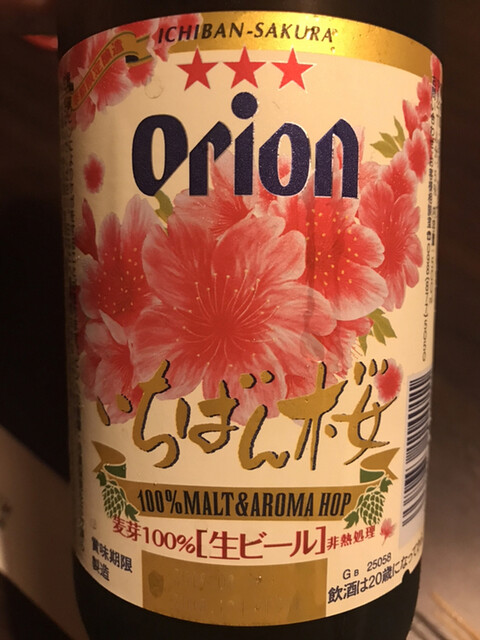 ICHIBAN-SAKURA
Orion
いちばん桜
100%MALT&AROMA HOP
麦芽100%[生ビール]非熱処理
賞味期限
製造
GB 25058
飲酒は20歳になって